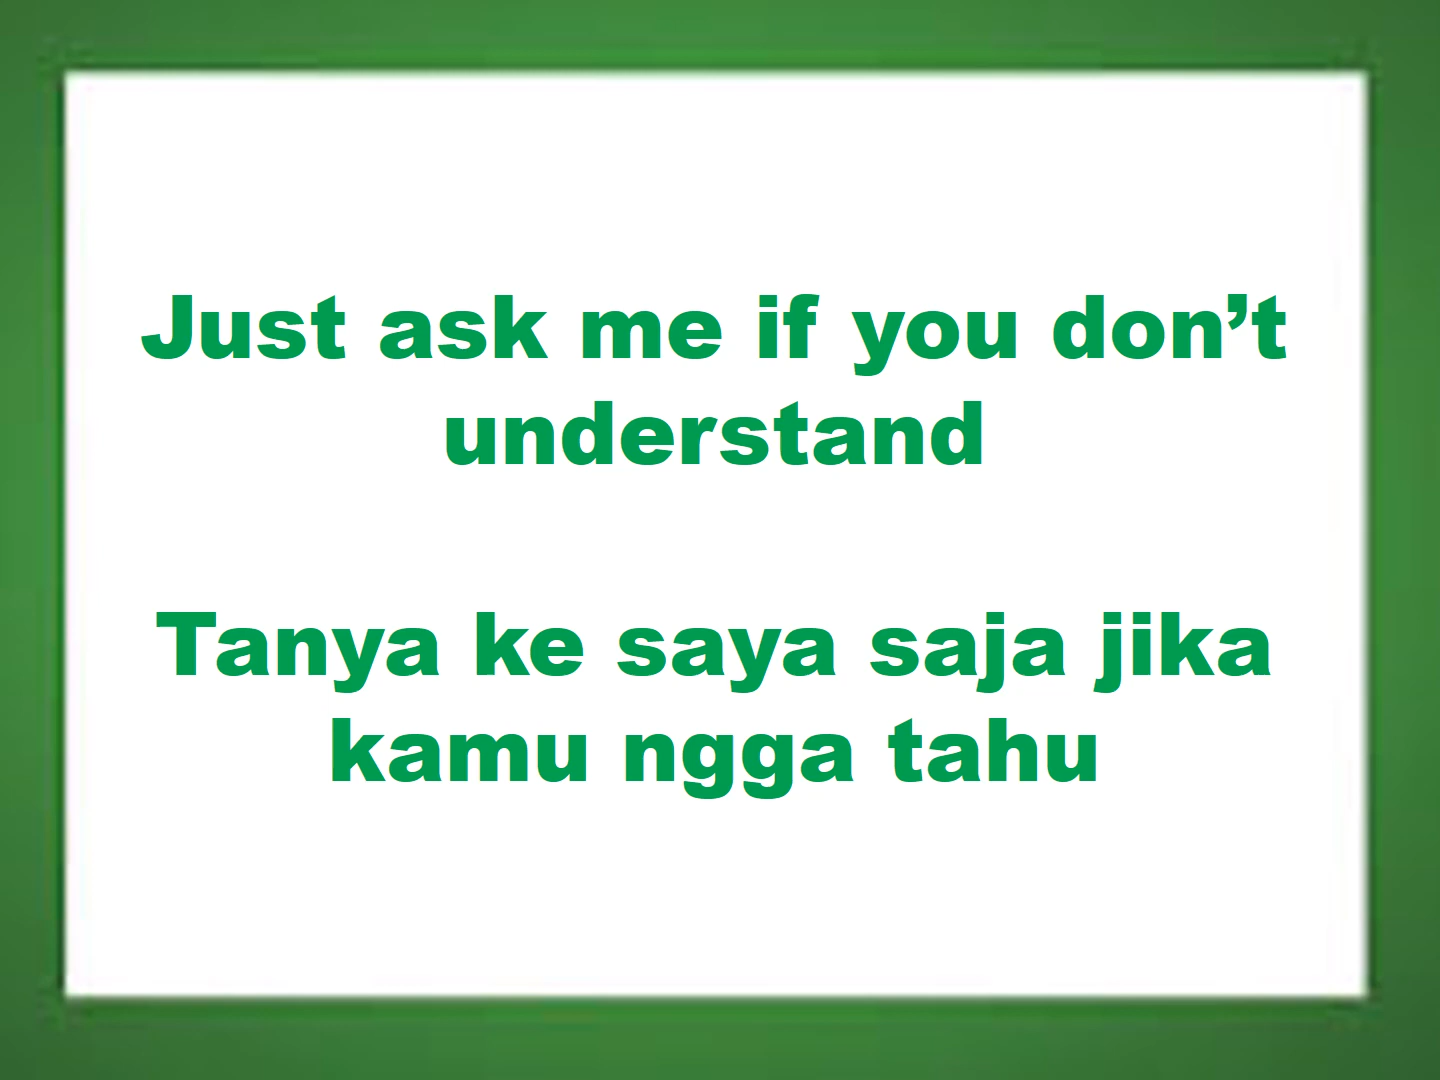 Just ask me if you don’t
understand
Tanya ke saya saja jika
kamu ngga tahu